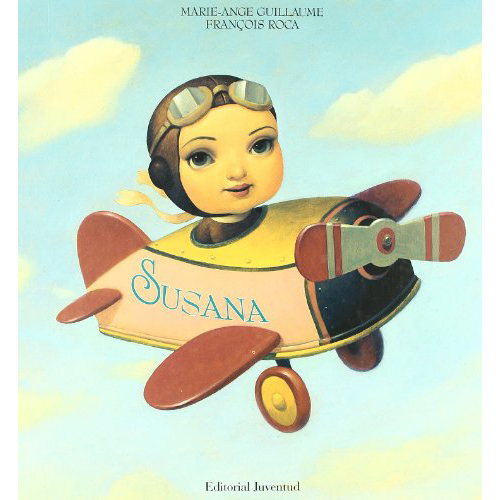 MARIE-ANGE GUILLAUME
FRANÇOIS ROCA
SUSANA
Editorial Juventud